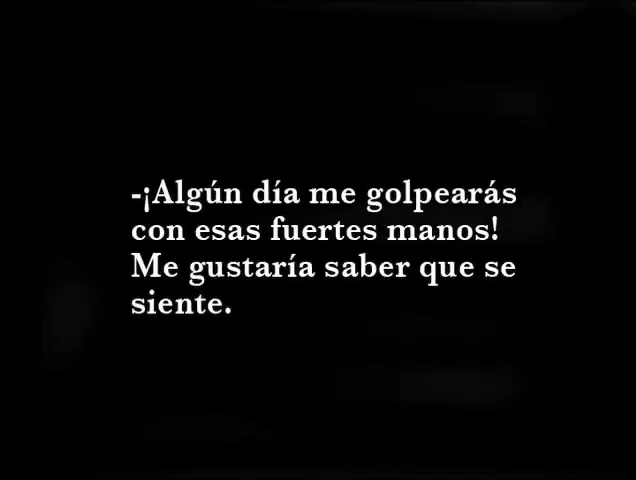 -¡Algún día me golpearás
con esas fuertes manos!
Me gustaría saber que se
siente.